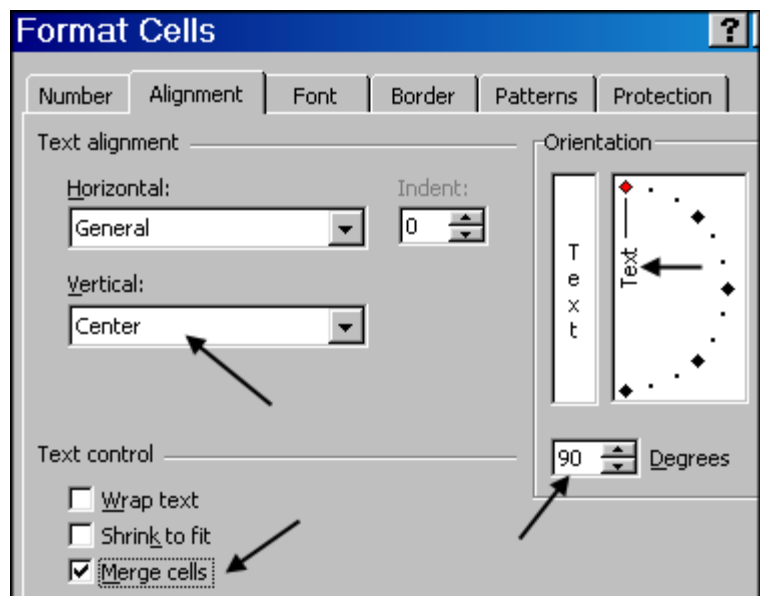 Format Cells ?
Number Alignment Font Border Patterns Protection
Text alignment
Horizontal: Indent:
General 0
Vertical:
Center
Orientation
Text
Text
90 Degrees
Text control
Wrap text
Shrink to fit
Merge cells